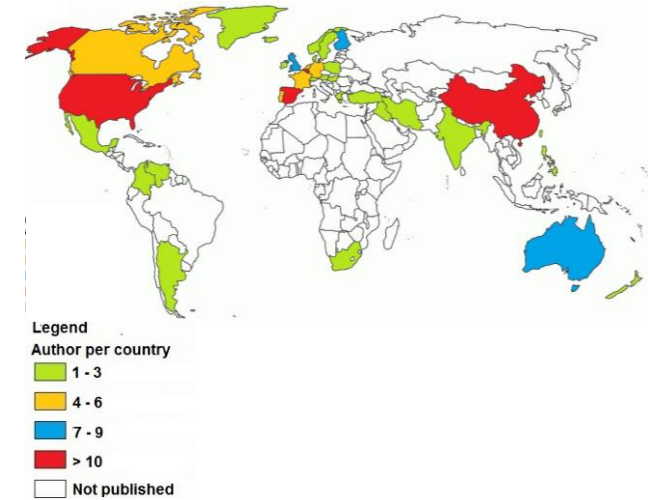 Legend
Author per country
1 - 3
4 - 6
7 - 9
> 10
Not published